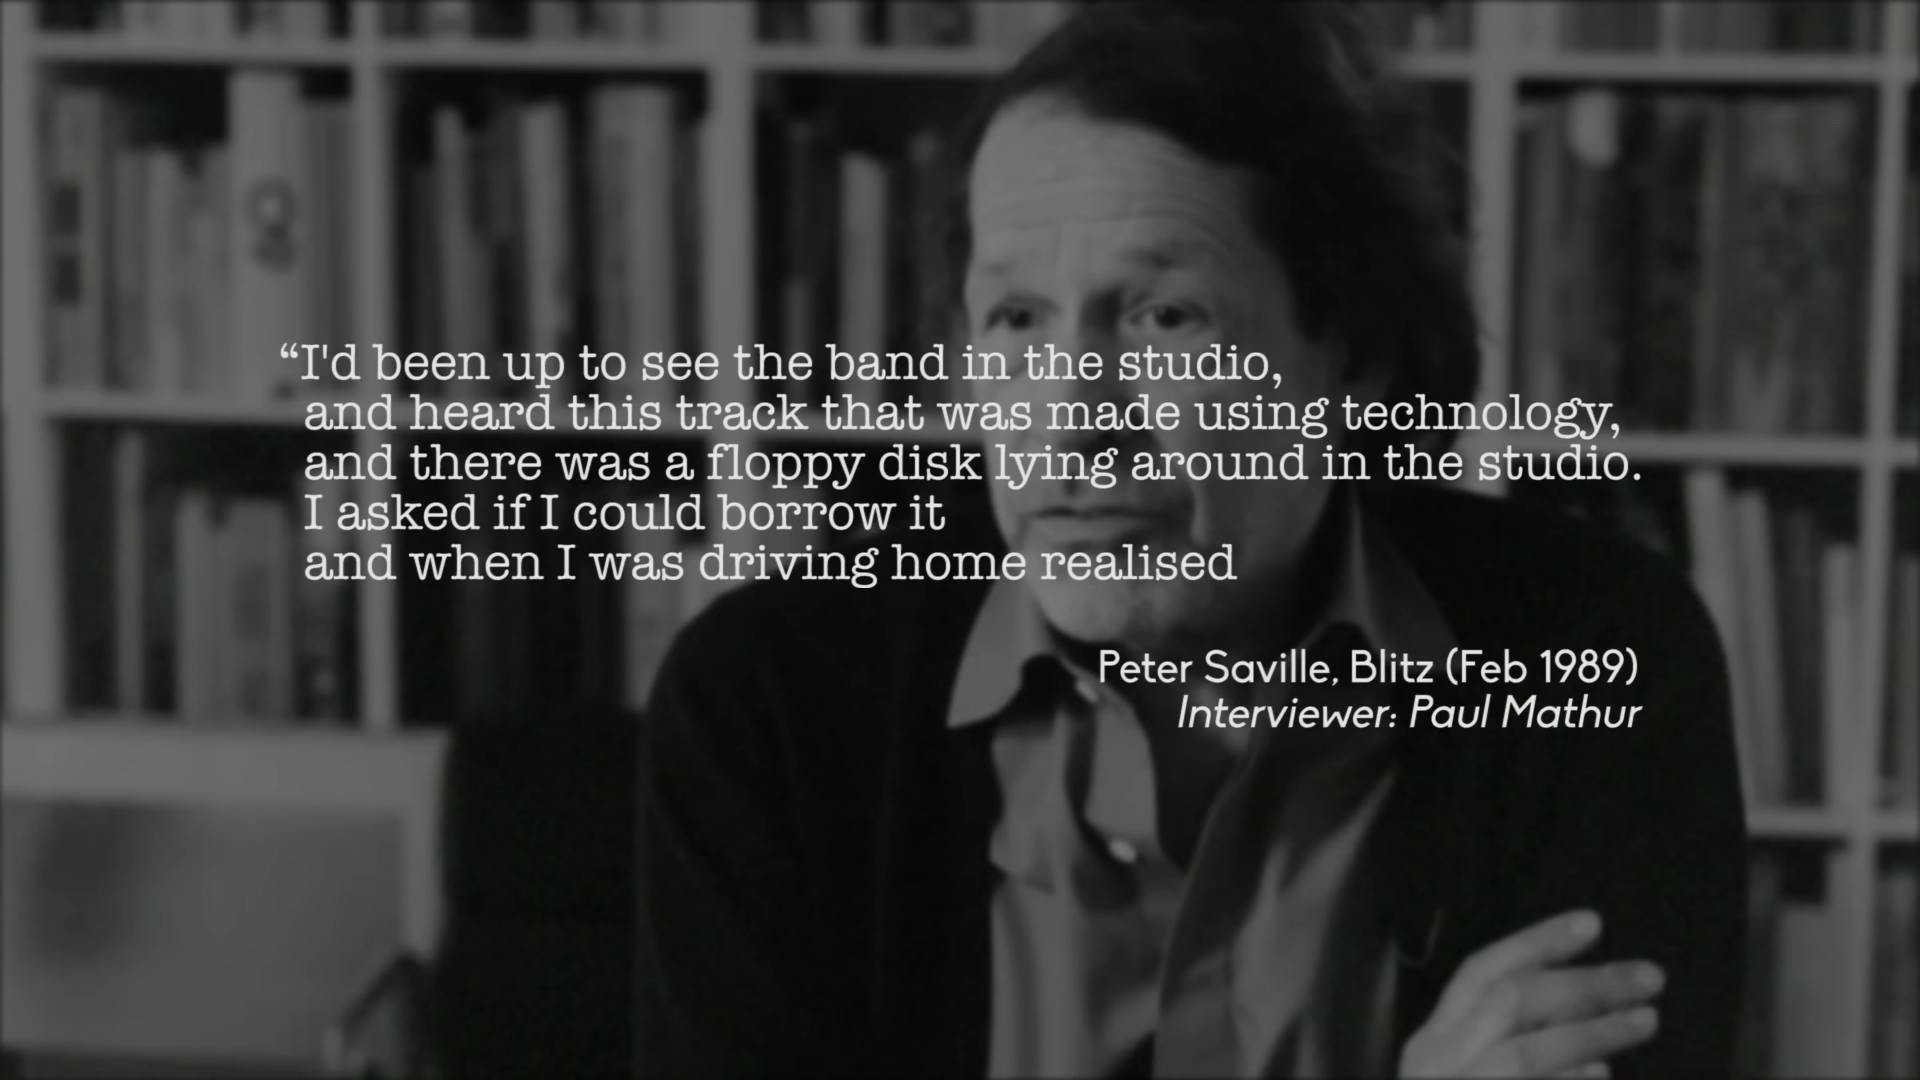 “I'd been up to see the band in the studio,
and heard this track that was made using technology,
and there was a floppy disk lying around in the studio.
I asked if I could borrow it
and when I was driving home realised
Peter Saville, Blitz (Feb 1989)
Interviewer: Paul Mathur